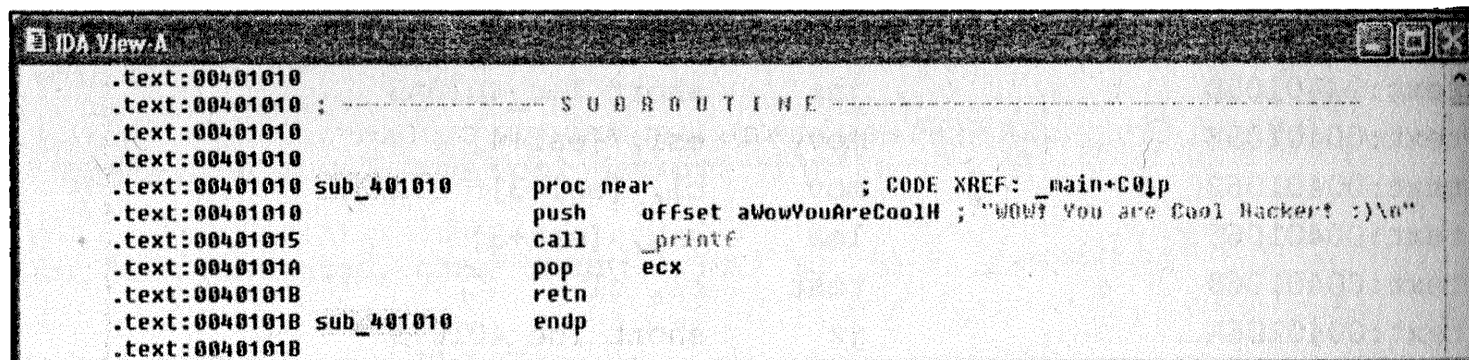 IDA View-A
.text:00401010
.text:00401010 ; --------------- S U B R O U T I N E ---------------------------------------
.text:00401010
.text:00401010
.text:00401010 sub_401010 proc near ; CODE XREF: _main+C0↓p
.text:00401010 push offset aWowYouAreCoolH ; "WOW! You are Cool Hacker! :)\n"
.text:00401015 call _printf
.text:0040101A pop ecx
.text:0040101B retn
.text:0040101B sub_401010 endp
.text:0040101B